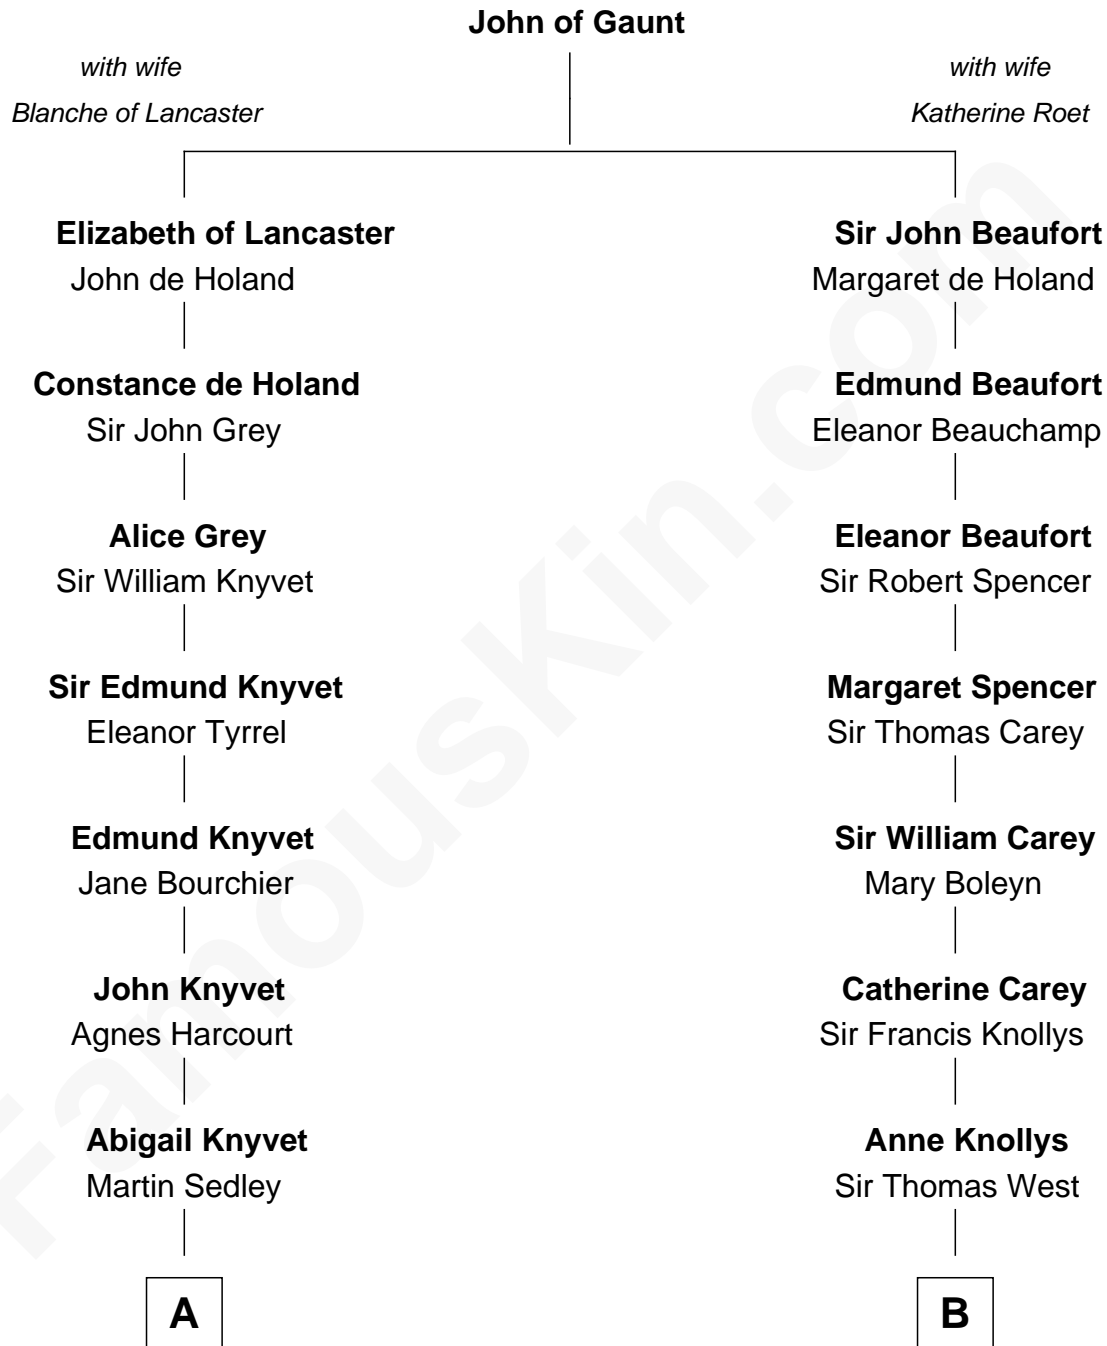 John of Gaunt
with wife
Blanche of Lancaster
with wife
Katherine Roet
Elizabeth of Lancaster
John de Holand
Sir John Beaufort
Margaret de Holand
Constance de Holand
Sir John Grey
Edmund Beaufort
Eleanor Beauchamp
Alice Grey
Sir William Knyvet
Eleanor Beaufort
Sir Robert Spencer
Sir Edmund Knyvet
Eleanor Tyrrel
Margaret Spencer
Sir Thomas Carey
Edmund Knyvet
Jane Bourchier
Sir William Carey
Mary Boleyn
John Knyvet
Agnes Harcourt
Catherine Carey
Sir Francis Knollys
Abigail Knyvet
Martin Sedley
Anne Knollys
Sir Thomas West
A
B
FamousKin.com